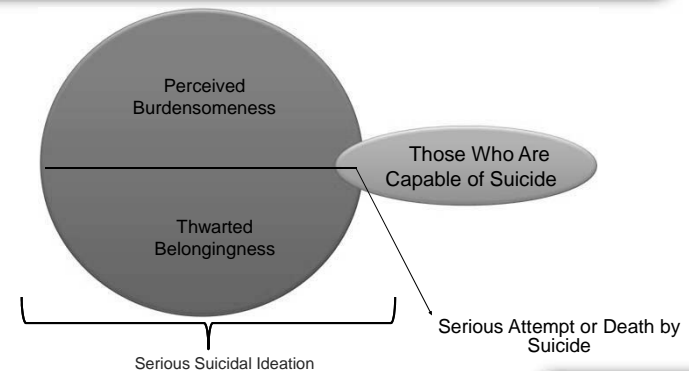 Perceived
Burdensomeness
Those Who Are
Capable of Suicide
Thwarted
Belongingness
Serious Attempt or Death by
Suicide
Serious Suicidal Ideation